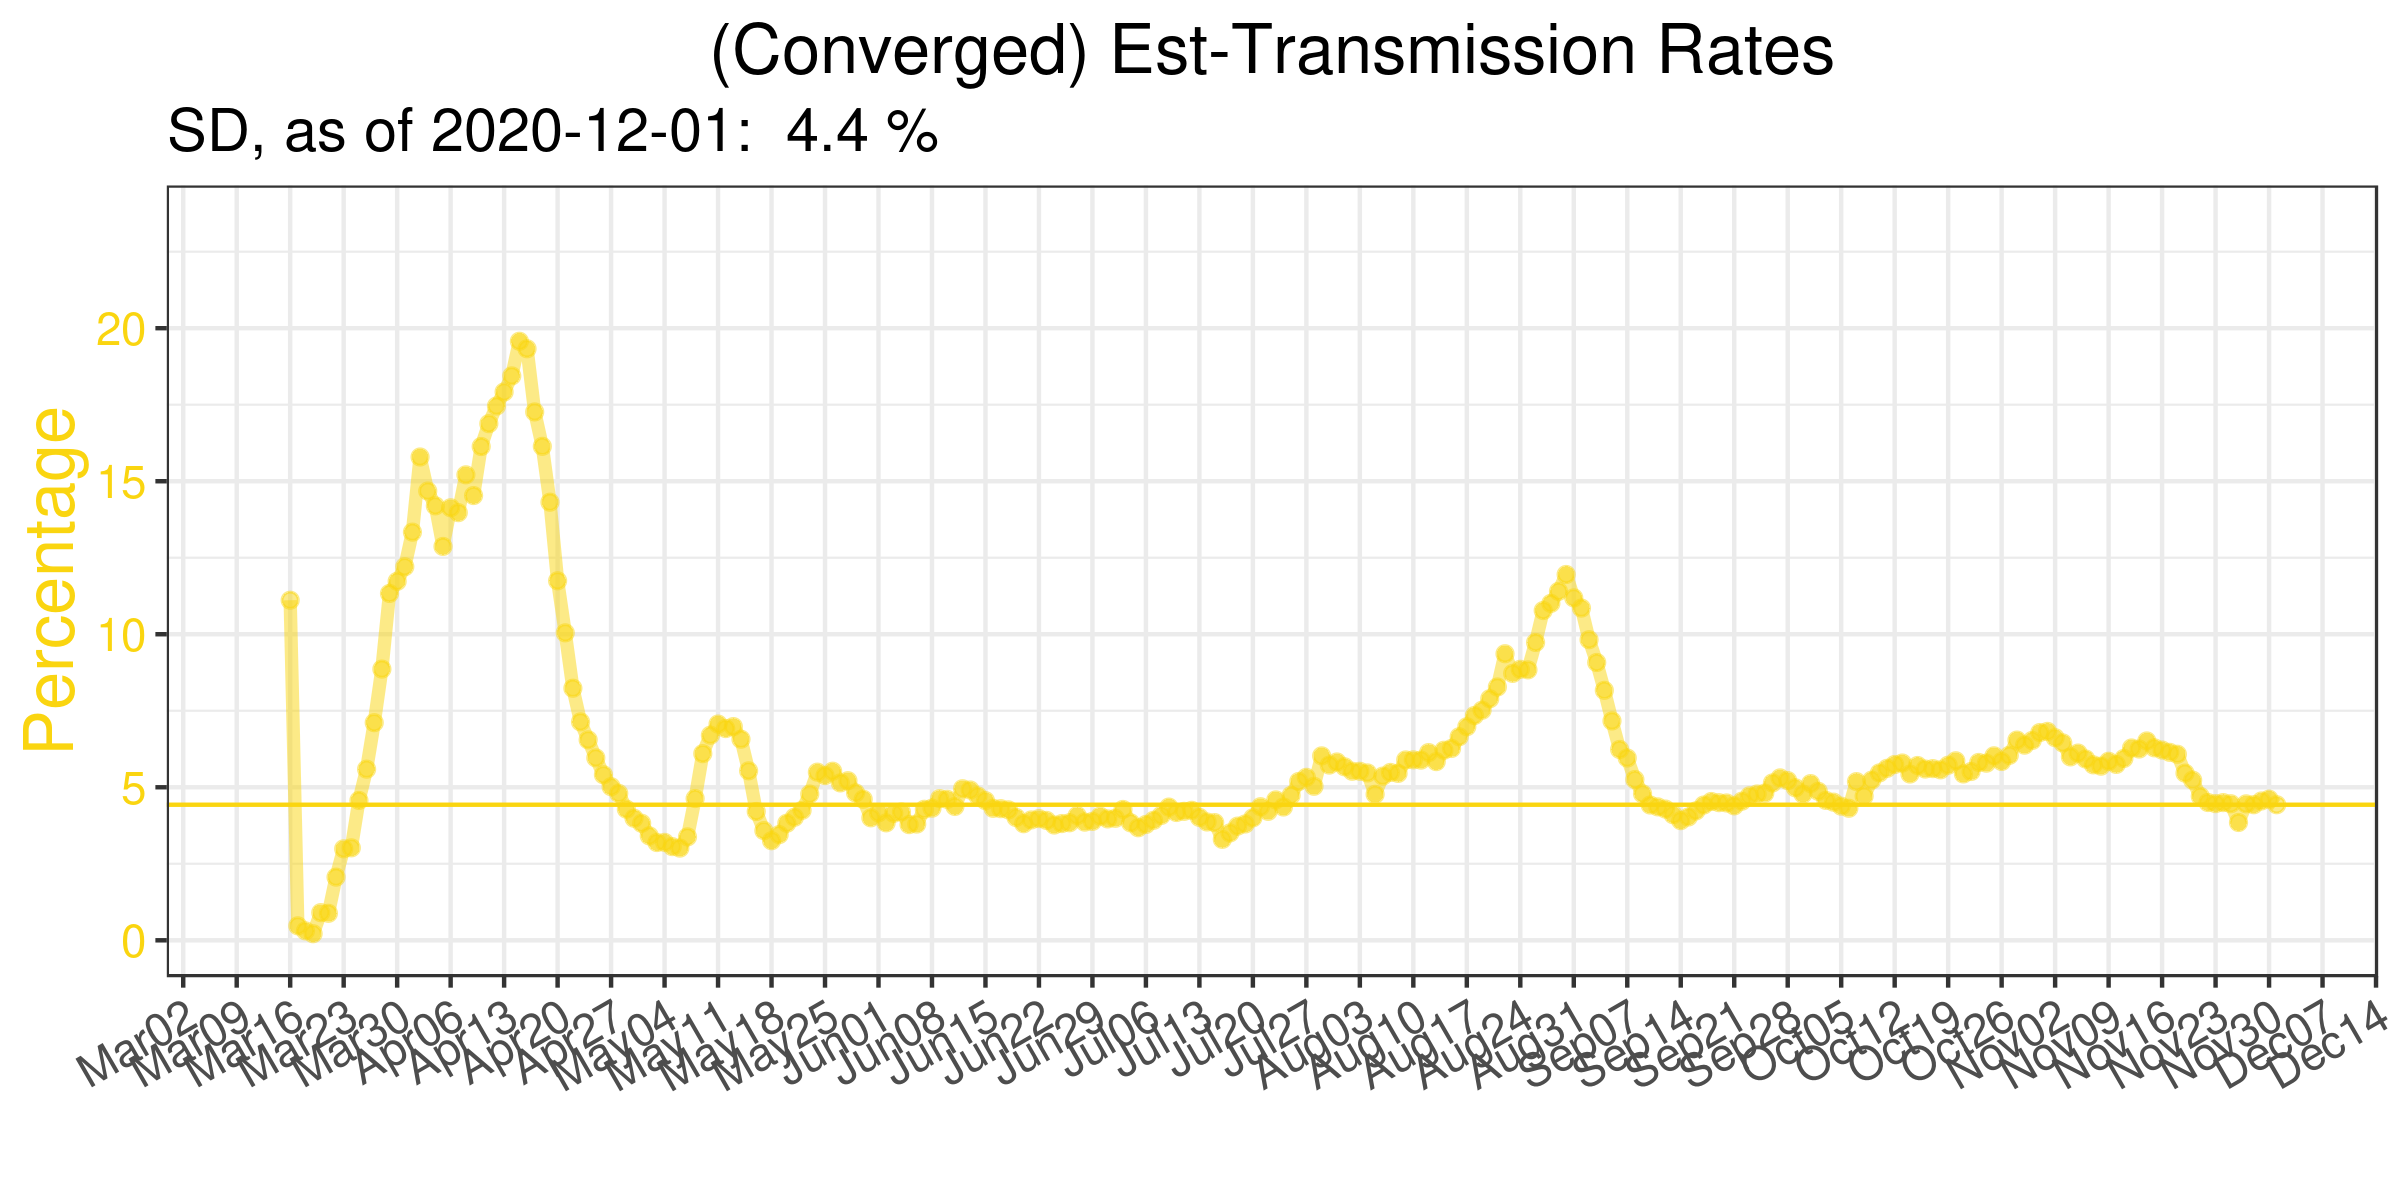 (Converged) Est-Transmission Rates
SD, as of 2020-12-01:  4.4 %
Percentage
20
15
10
5
0
Mar02
Mar09
Mar16
Mar23
Mar30
Apr06
Apr13
Apr20
Apr27
May04
May11
May18
May25
Jun01
Jun08
Jun15
Jun22
Jun29
Jul06
Jul13
Jul20
Jul27
Aug03
Aug10
Aug17
Aug24
Aug31
Sep07
Sep14
Sep21
Sep28
Oct05
Oct12
Oct19
Oct26
Nov02
Nov09
Nov16
Nov23
Nov30
Dec07
Dec14